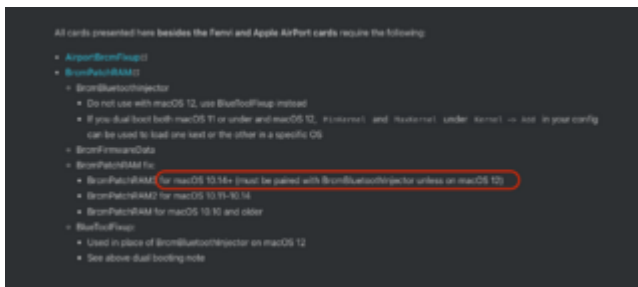 All cards presented here besides the Fenvi and Apple AirPort cards require the following:
AirportBrcmFixup
BrcmPatchRAM
BrcmBluetoothInjector
Do not use with macOS 12, use BlueToolFixup instead
If you dual boot both macOS 11 or under and macOS 12, MinKernel and MaxKernel under Kernel -> Add in your config
can be used to load one kext or the other in a specific OS
BrcmFirmwareData
BrcmPatchRAM fix:
BrcmPatchRAM3 for macOS 10.14+ (must be paired with BrcmBluetoothInjector unless on macOS 12)
BrcmPatchRAM2 for macOS 10.11-10.14
BrcmPatchRAM for macOS 10.10 and older
BlueToolFixup:
Used in place of BrcmBluetoothInjector on macOS 12
See above dual booting note